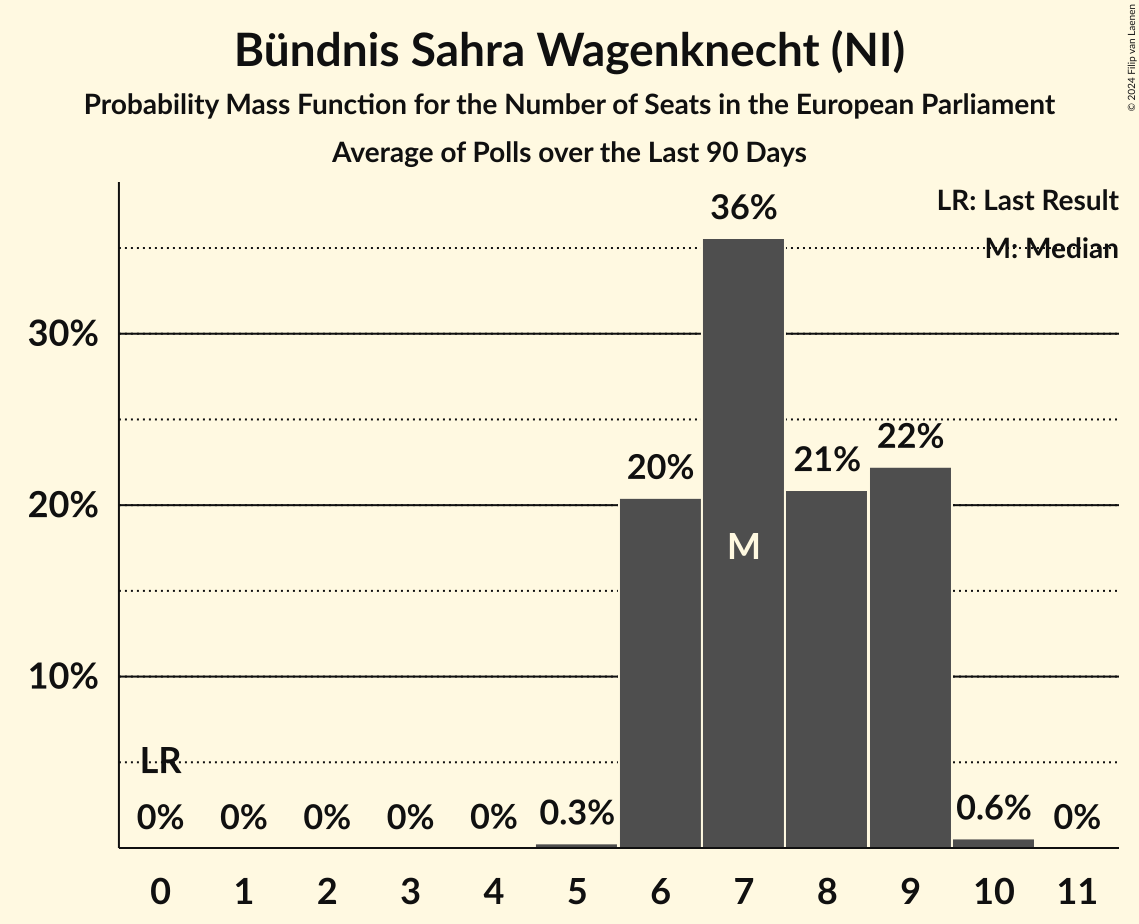 Bündnis Sahra Wagenknecht (NI)
Probability Mass Function for the Number of Seats in the European Parliament
Average of Polls over the Last 90 Days
© 2024 Filip van Laenen
LR: Last Result
M: Median
36%
30%
22%
21%
20%
20%
M
10%
LR
0% 0% 0% 0% 0% 0.3% 0.6% 0%
0 1 2 3 4 5 6 7 8 9 10 11